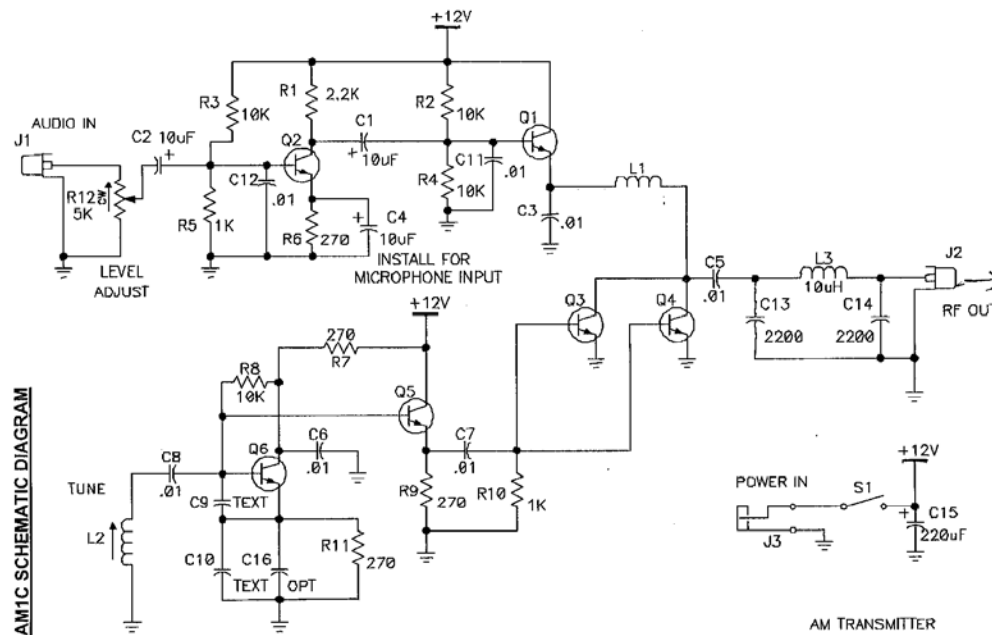 +12V
R3
10K
R1
2.2K
R2
10K
Q1
AUDIO IN
J1
C2 10uF
+
Q2
C1
+
10uF
C11
.01
L1
R12
5K
CW
C12
.01
R4
10K
R5
1K
R6
270
+
C4
10uF
C3
.01
LEVEL
ADJUST
INSTALL FOR
MICROPHONE INPUT
+12V
Q3
Q4
C5
.01
L3
10uH
J2
C13
2200
C14
2200
RF OUT
270
R7
R8
10K
Q5
Q6
C6
.01
C7
.01
C8
.01
TUNE
C9
TEXT
R9
270
R10
1K
L2
C10
TEXT
C16
OPT
R11
270
+12V
POWER IN
S1
J3
+
C15
220uF
AM1C SCHEMATIC DIAGRAM
AM TRANSMITTER